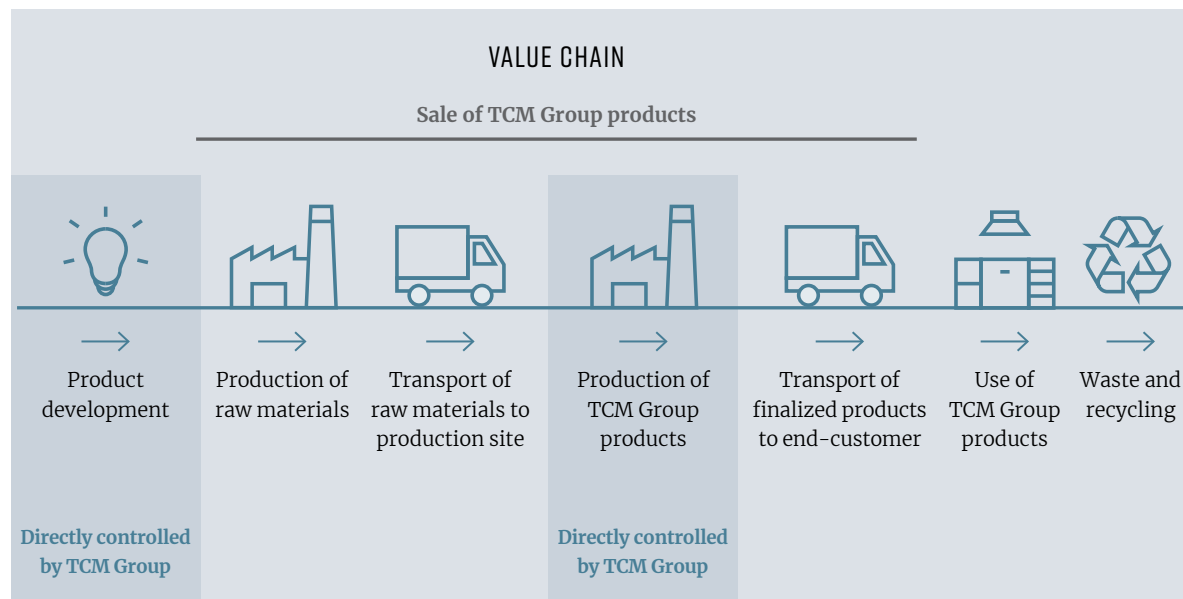 VALUE CHAIN
Sale of TCM Group products
Product
development
Production of
raw materials
Transport of
raw materials to
production site
Production of
TCM Group
products
Transport of
finalized products
to end-customer
Use of
TCM Group
products
Waste and
recycling
Directly controlled
by TCM Group
Directly controlled
by TCM Group